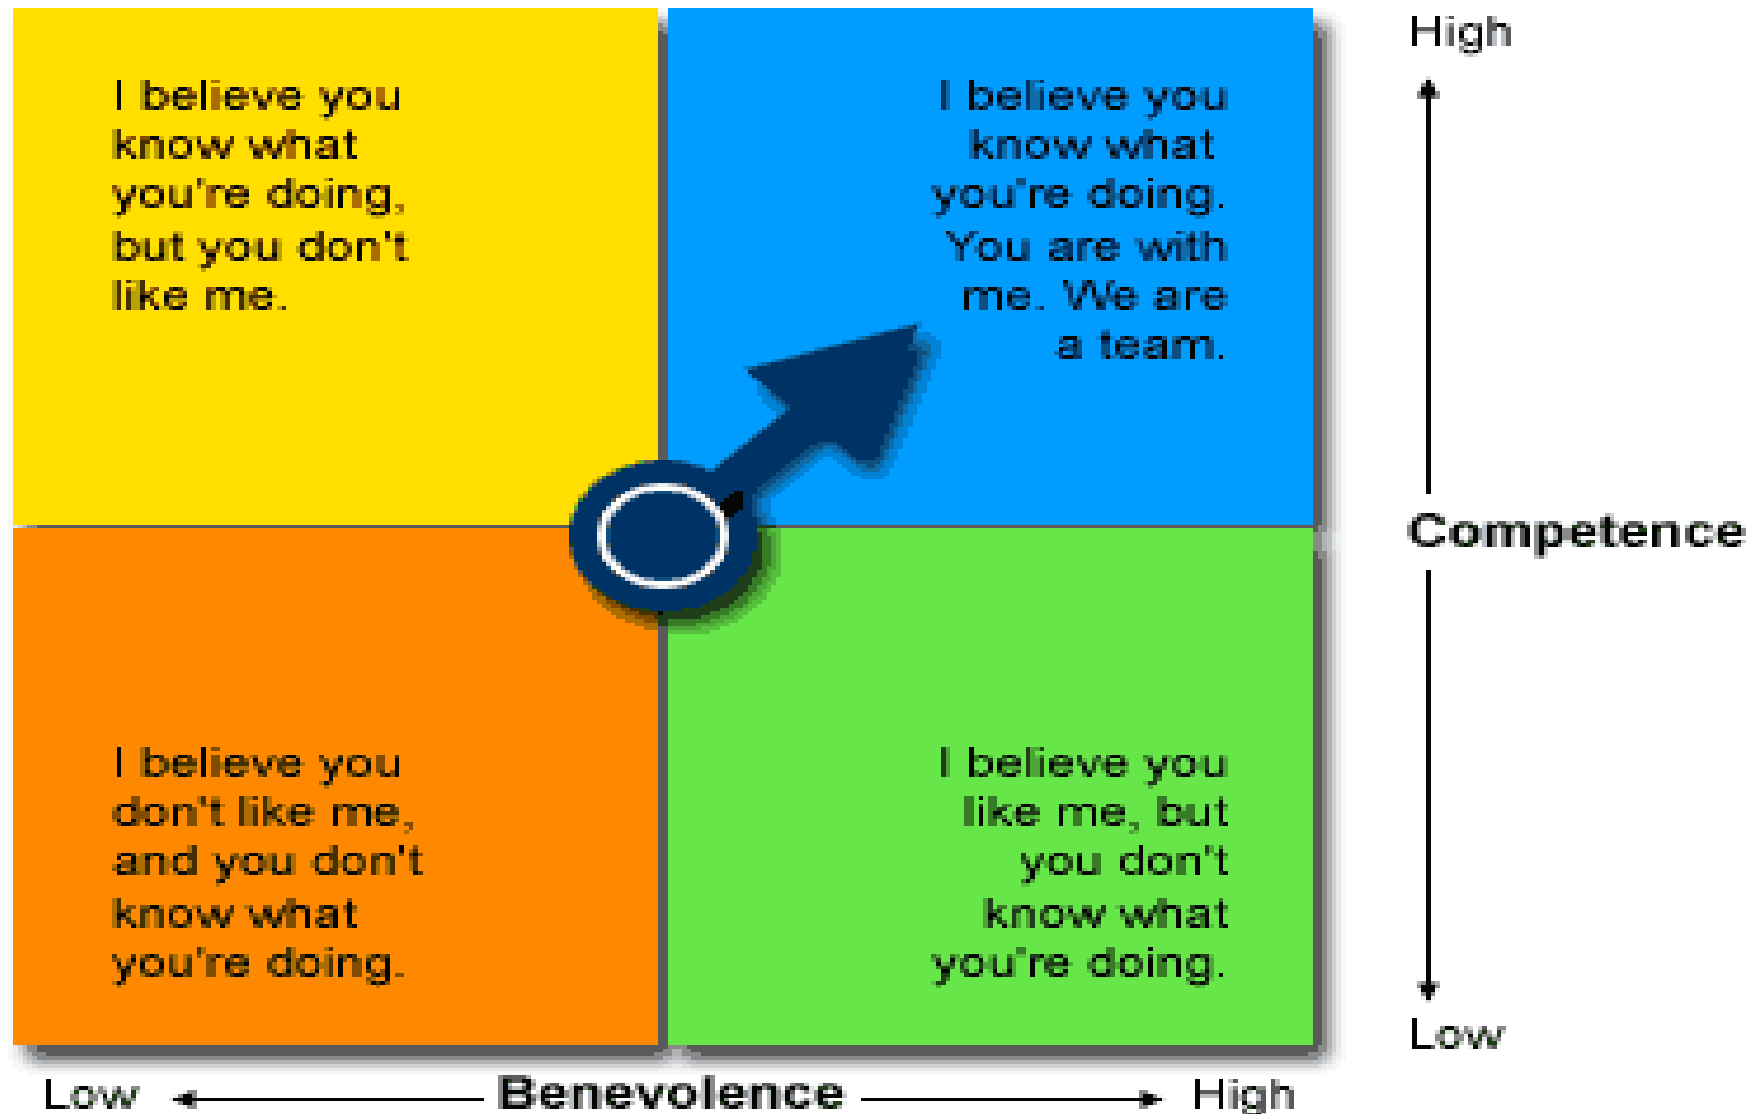 I believe you
know what
you're doing,
but you don't
like me.
I believe you
know what
you're doing.
You are with
me. We are
a team.
I believe you
don't like me,
and you don't
know what
you're doing.
I believe you
like me, but
you don't
know what
you're doing.
High
Competence
Low
Low Benevolence High